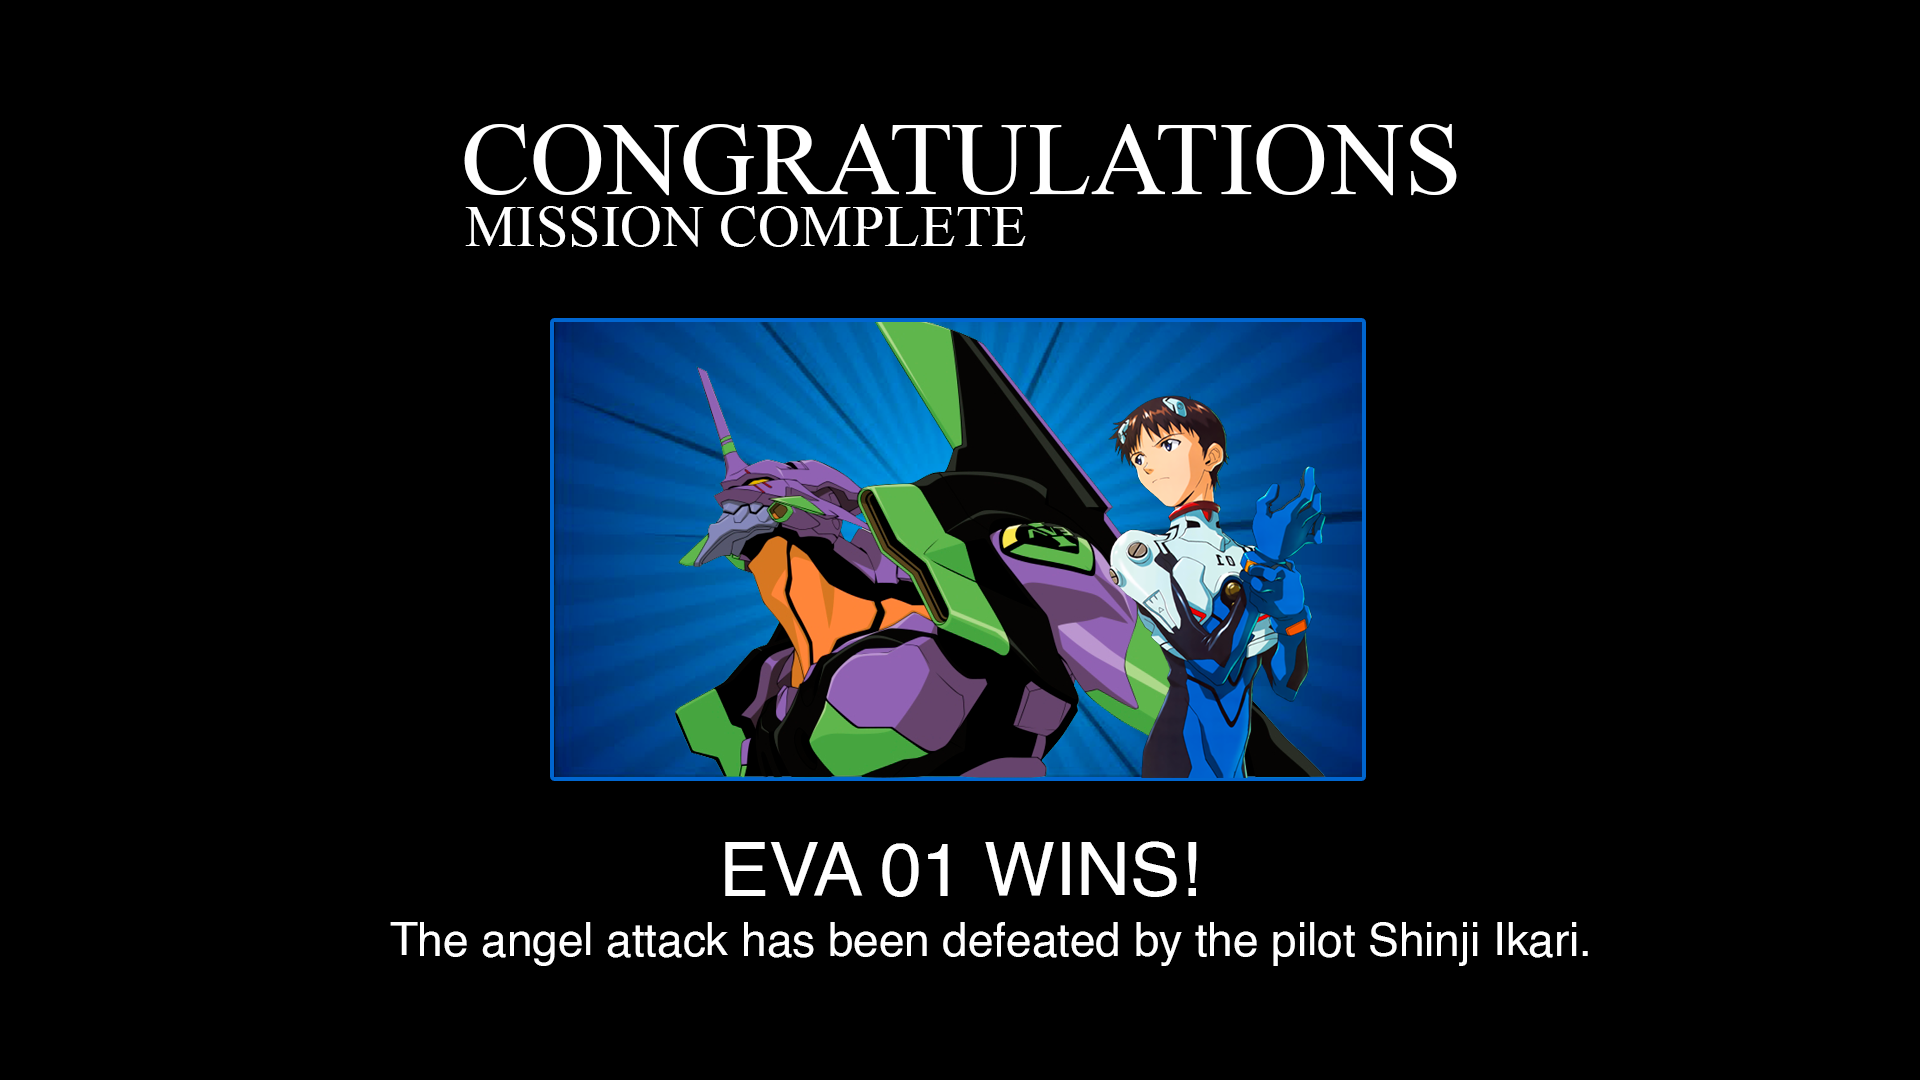 CONGRATULATIONS
MISSION COMPLETE
EVA 01 WINS!
The angel attack has been defeated by the pilot Shinji Ikari.